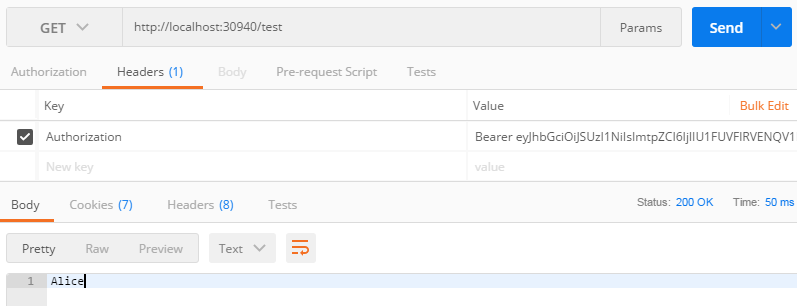 GET http://localhost:30940/test Params Send
Authorization Headers (1) Body Pre-request Script Tests
Key Value Bulk Edit
Authorization Bearer eyJhbGciOiJSUzI1NiIsImtpZCI6IjlIU1FUVFlRVENQV1
New key value
Body Cookies (7) Headers (8) Tests Status: 200 OK Time: 50 ms
Pretty Raw Preview Text
1 Alice